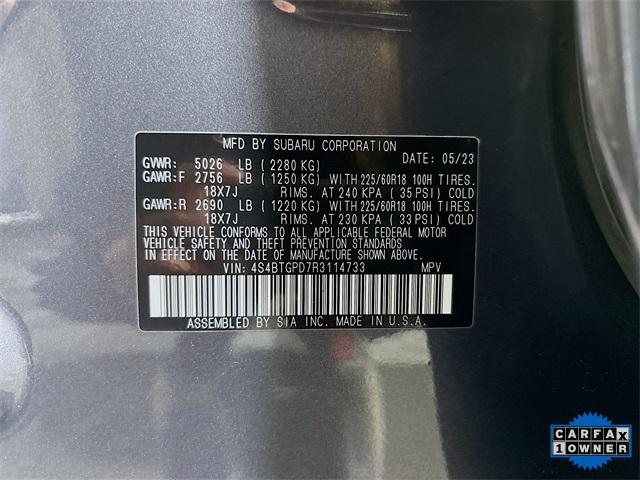 MFD BY SUBARU CORPORATION
DATE: 05/23
GVWR: 5026 LB ( 2280 KG)
GAWR:F 2756 LB ( 1250 KG) WITH 225/60R18 100H TIRES.
18X7J RIMS. AT 240 KPA ( 35 PSI) COLD
GAWR:R 2690 LB ( 1220 KG) WITH 225/60R18 100H TIRES.
18X7J RIMS. AT 230 KPA ( 33 PSI) COLD
THIS VEHICLE CONFORMS TO ALL APPLICABLE FEDERAL MOTOR
VEHICLE SAFETY AND THEFT PREVENTION STANDARDS
IN EFFECT ON THE DATE OF MANUFACTURE SHOWN ABOVE.
VIN: 4S4BTGPD7R3114733 MPV
ASSEMBLED BY SIA INC. MADE IN U.S.A.
CARFAX
1 OWNER